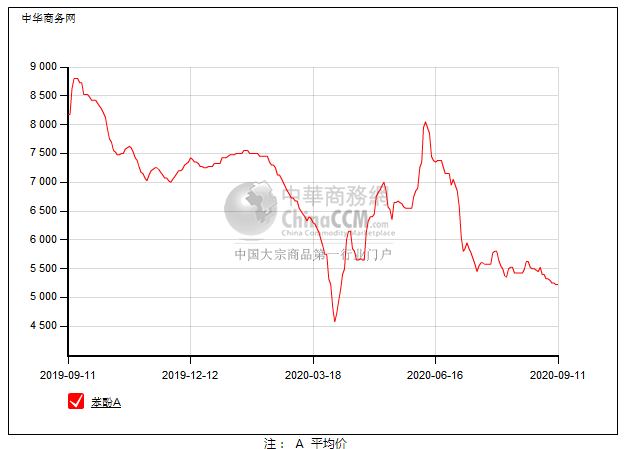 中华商务网
9 000
8 500
8 000
7 500
7 000
6 500
6 000
5 500
5 000
4 500
中華商務網
ChinaCCM.com
China Commodity Marketplace
中国大宗商品第一行业门户
2019-09-11 2019-12-12 2020-03-18 2020-06-16 2020-09-11
苯酚A
注： A 平均价